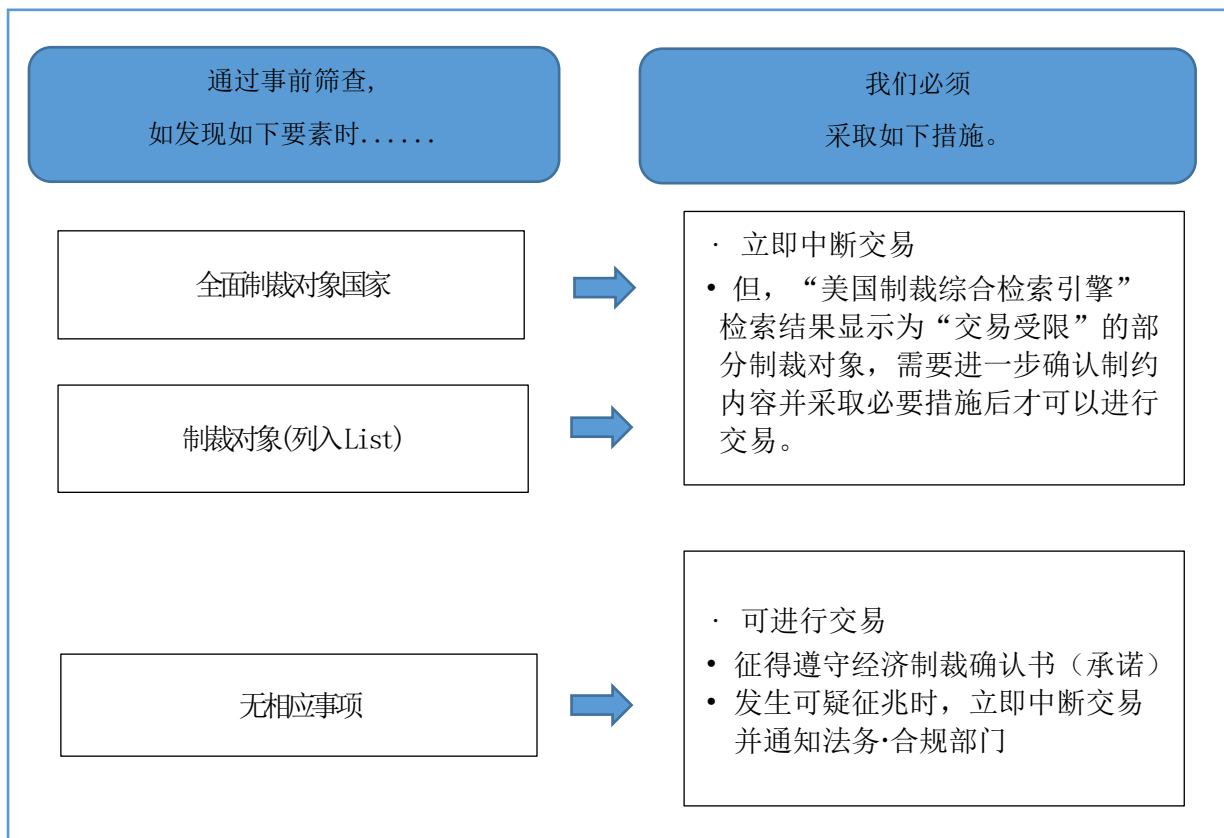 通过事前筛查,
如发现如下要素时......
我们必须
采取如下措施。
全面制裁对象国家
制裁对象(列入List)
· 立即中断交易
• 但，“美国制裁综合检索引擎”
检索结果显示为“交易受限”的部
分制裁对象，需要进一步确认制约
内容并采取必要措施后才可以进行
交易。
无相应事项
· 可进行交易
• 征得遵守经济制裁确认书（承诺）
• 发生可疑征兆时，立即中断交易
并通知法务·合规部门